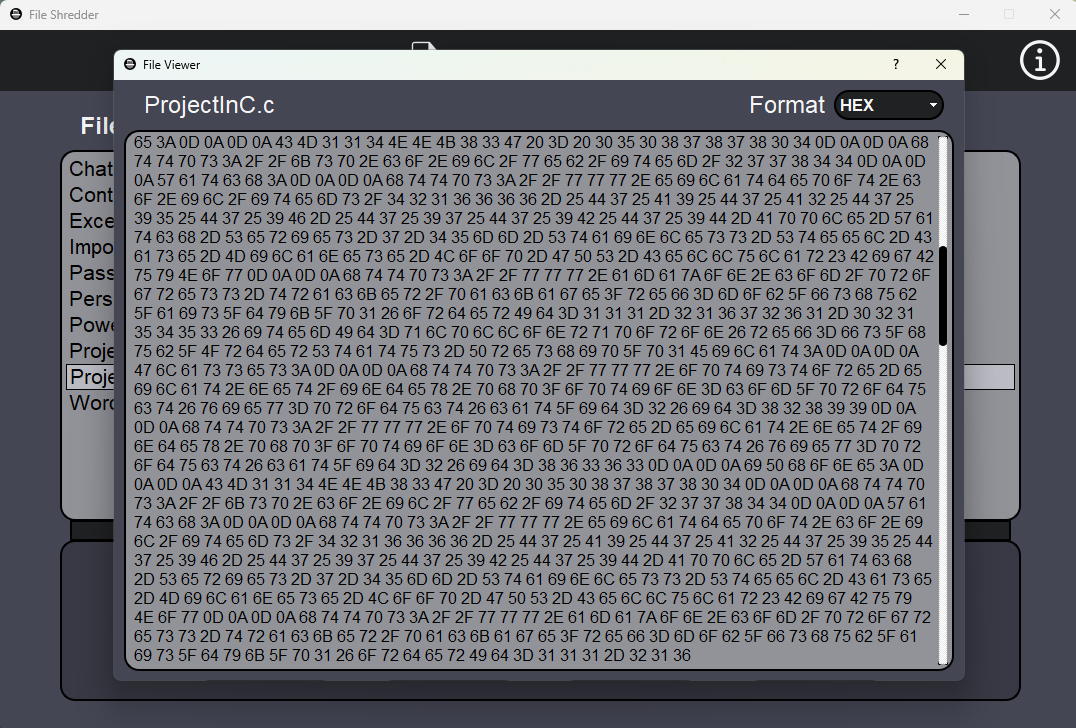 File Shredder
File Viewer
?
ProjectInC.c
Format
HEX
File
Chat
Cont
Exce
Impo
Pass
Pers
Powe
Proje
Proje
Word
65 3A 0D 0A 0D 0A 43 4D 31 31 34 4E 4E 4B 38 33 47 20 3D 20 30 35 30 38 37 38 37 38 30 34 0D 0A 0D 0A 68
74 74 70 73 3A 2F 2F 6B 73 70 2E 63 6F 2E 69 6C 2F 77 65 62 2F 69 74 65 6D 2F 32 37 37 38 34 34 0D 0A 0D
0A 57 61 74 63 68 3A 0D 0A 0D 0A 68 74 74 70 73 3A 2F 2F 77 77 77 2E 65 69 6C 61 74 64 65 70 6F 74 2E 63
6F 2E 69 6C 2F 69 74 65 6D 73 2F 34 32 31 36 36 36 36 2D 25 44 37 25 41 39 25 44 37 25 41 32 25 44 37 25
39 35 25 44 37 25 39 46 2D 25 44 37 25 39 37 25 44 37 25 39 42 25 44 37 25 39 44 2D 41 70 70 6C 65 2D 57 61
74 63 68 2D 53 65 72 69 65 73 2D 37 2D 34 35 6D 6D 2D 53 74 61 69 6E 6C 65 73 73 2D 53 74 65 65 6C 2D 43
61 73 65 2D 4D 69 6C 61 6E 65 73 65 2D 4C 6F 6F 70 2D 47 50 53 2D 43 65 6C 6C 75 6C 61 72 23 42 69 67 42
75 79 4E 6F 77 0D 0A 0D 0A 68 74 74 70 73 3A 2F 2F 77 77 77 2E 61 6D 61 7A 6F 6E 2E 63 6F 6D 2F 70 72 6F
67 72 65 73 73 2D 74 72 61 63 6B 65 72 2F 70 61 63 6B 61 67 65 3F 72 65 66 3D 6D 6F 62 5F 66 73 68 75 62
5F 61 69 73 5F 64 79 6B 5F 70 31 26 6F 72 64 65 72 49 64 3D 31 31 31 2D 32 31 36 37 32 36 31 2D 30 32 31
35 34 35 33 26 69 74 65 6D 49 64 3D 71 6C 70 6C 6C 6F 6E 72 71 70 6F 72 6F 6E 26 72 65 66 3D 66 73 5F 68
75 62 5F 4F 72 64 65 72 53 74 61 74 75 73 2D 50 72 65 73 68 69 70 5F 70 31 45 69 6C 61 74 3A 0D 0A 0D 0A
47 6C 61 73 73 65 73 3A 0D 0A 0D 0A 68 74 74 70 73 3A 2F 2F 77 77 77 2E 6F 70 74 69 73 74 6F 72 65 2D 65
69 6C 61 74 2E 6E 65 74 2F 69 6E 64 65 78 2E 70 68 70 3F 6F 70 74 69 6F 6E 3D 63 6F 6D 5F 70 72 6F 64 75
63 74 26 76 69 65 77 3D 70 72 6F 64 75 63 74 26 63 61 74 5F 69 64 3D 32 26 69 64 3D 38 32 38 39 39 0D 0A
0D 0A 68 74 74 70 73 3A 2F 2F 77 77 77 2E 6F 70 74 69 73 74 6F 72 65 2D 65 69 6C 61 74 2E 6E 65 74 2F 69
6E 64 65 78 2E 70 68 70 3F 6F 70 74 69 6F 6E 3D 63 6F 6D 5F 70 72 6F 64 75 63 74 26 76 69 65 77 3D 70 72
6F 64 75 63 74 26 63 61 74 5F 69 64 3D 32 26 69 64 3D 38 36 33 36 33 0D 0A 0D 0A 69 50 68 6F 6E 65 3A 0D
0A 0D 0A 43 4D 31 31 34 4E 4E 4B 38 33 47 20 3D 20 30 35 30 38 37 38 37 38 30 34 0D 0A 0D 0A 68 74 74 70
73 3A 2F 2F 6B 73 70 2E 63 6F 2E 69 6C 2F 77 65 62 2F 69 74 65 6D 2F 32 37 37 38 34 34 0D 0A 0D 0A 57 61
74 63 68 3A 0D 0A 0D 0A 68 74 74 70 73 3A 2F 2F 77 77 77 2E 65 69 6C 61 74 64 65 70 6F 74 2E 63 6F 2E 69
6C 2F 69 74 65 6D 73 2F 34 32 31 36 36 36 36 2D 25 44 37 25 41 39 25 44 37 25 41 32 25 44 37 25 39 35 25 44
37 25 39 46 2D 25 44 37 25 39 37 25 44 37 25 39 42 25 44 37 25 39 44 2D 41 70 70 6C 65 2D 57 61 74 63 68
2D 53 65 72 69 65 73 2D 37 2D 34 35 6D 6D 2D 53 74 61 69 6E 6C 65 73 73 2D 53 74 65 65 6C 2D 43 61 73 65
2D 4D 69 6C 61 6E 65 73 65 2D 4C 6F 6F 70 2D 47 50 53 2D 43 65 6C 6C 75 6C 61 72 23 42 69 67 42 75 79
4E 6F 77 0D 0A 0D 0A 68 74 74 70 73 3A 2F 2F 77 77 77 2E 61 6D 61 7A 6F 6E 2E 63 6F 6D 2F 70 72 6F 67 72
65 73 73 2D 74 72 61 63 6B 65 72 2F 70 61 63 6B 61 67 65 3F 72 65 66 3D 6D 6F 62 5F 66 73 68 75 62 5F 61
69 73 5F 64 79 6B 5F 70 31 26 6F 72 64 65 72 49 64 3D 31 31 31 2D 32 31 36